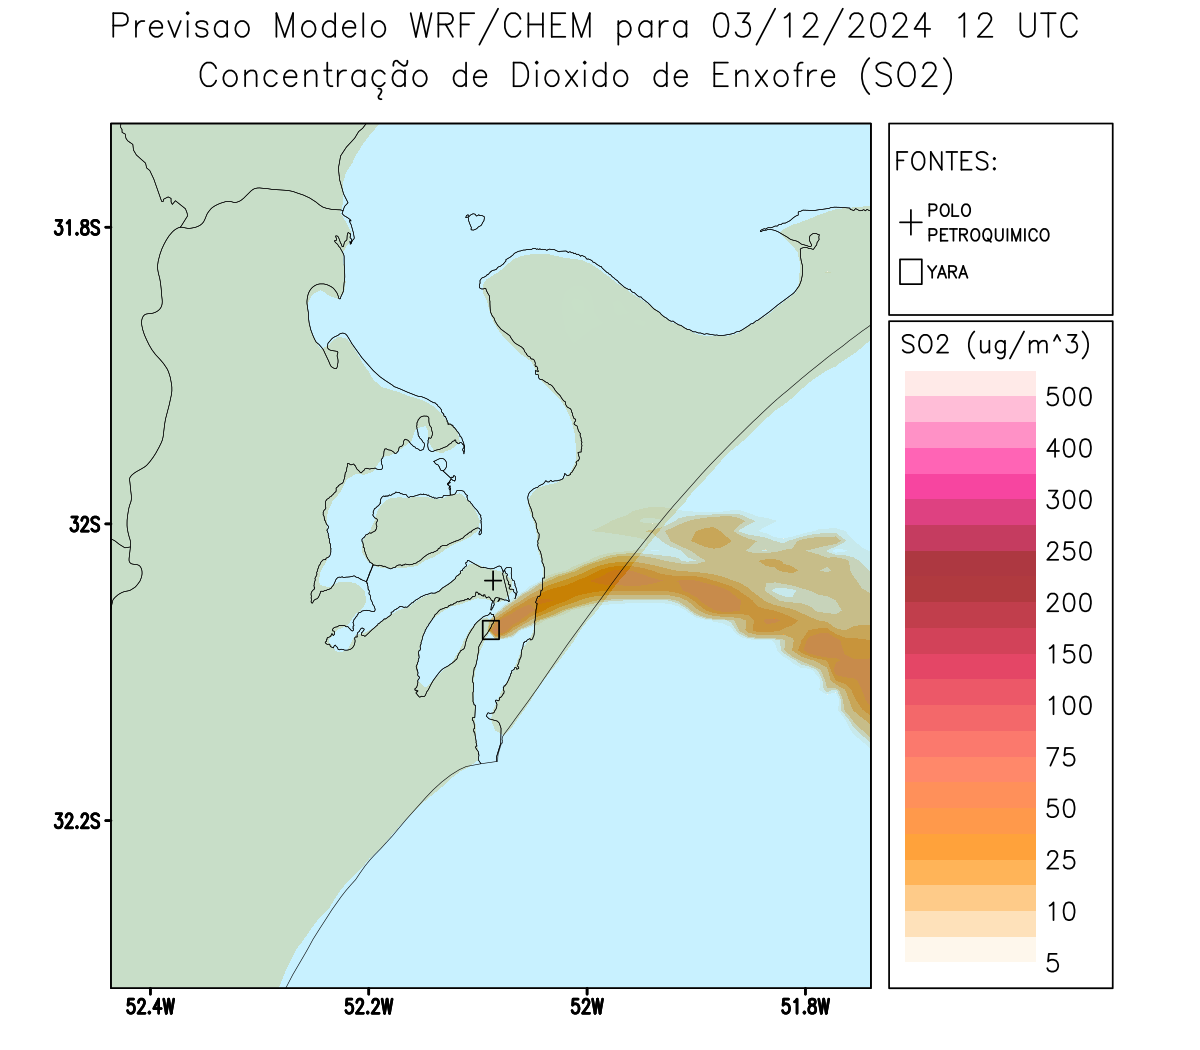 Previsao Modelo WRF/CHEM para 03/12/2024 12 UTC
Concentração de Dioxido de Enxofre (SO2)
FONTES:
POLO
PETROQUIMICO
YARA
31.8S
32S
32.2S
52.4W
52.2W
52W
51.8W
SO2 (ug/m^3)
500
400
300
250
200
150
100
75
50
25
10
5